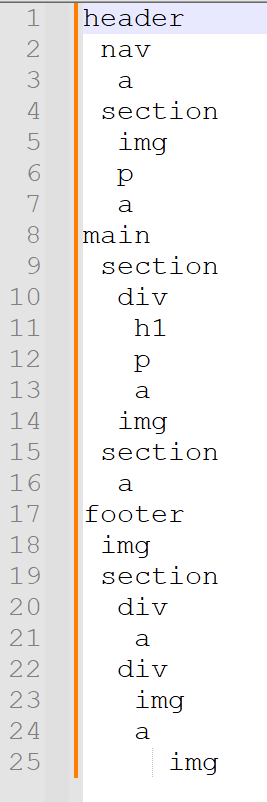 1 header
2  nav
3   a
4  section
5   img
6   p
7   a
8 main
9  section
10   div
11    h1
12    p
13    a
14   img
15  section
16   a
17 footer
18  img
19  section
20   div
21    a
22   div
23    img
24    a
25      img